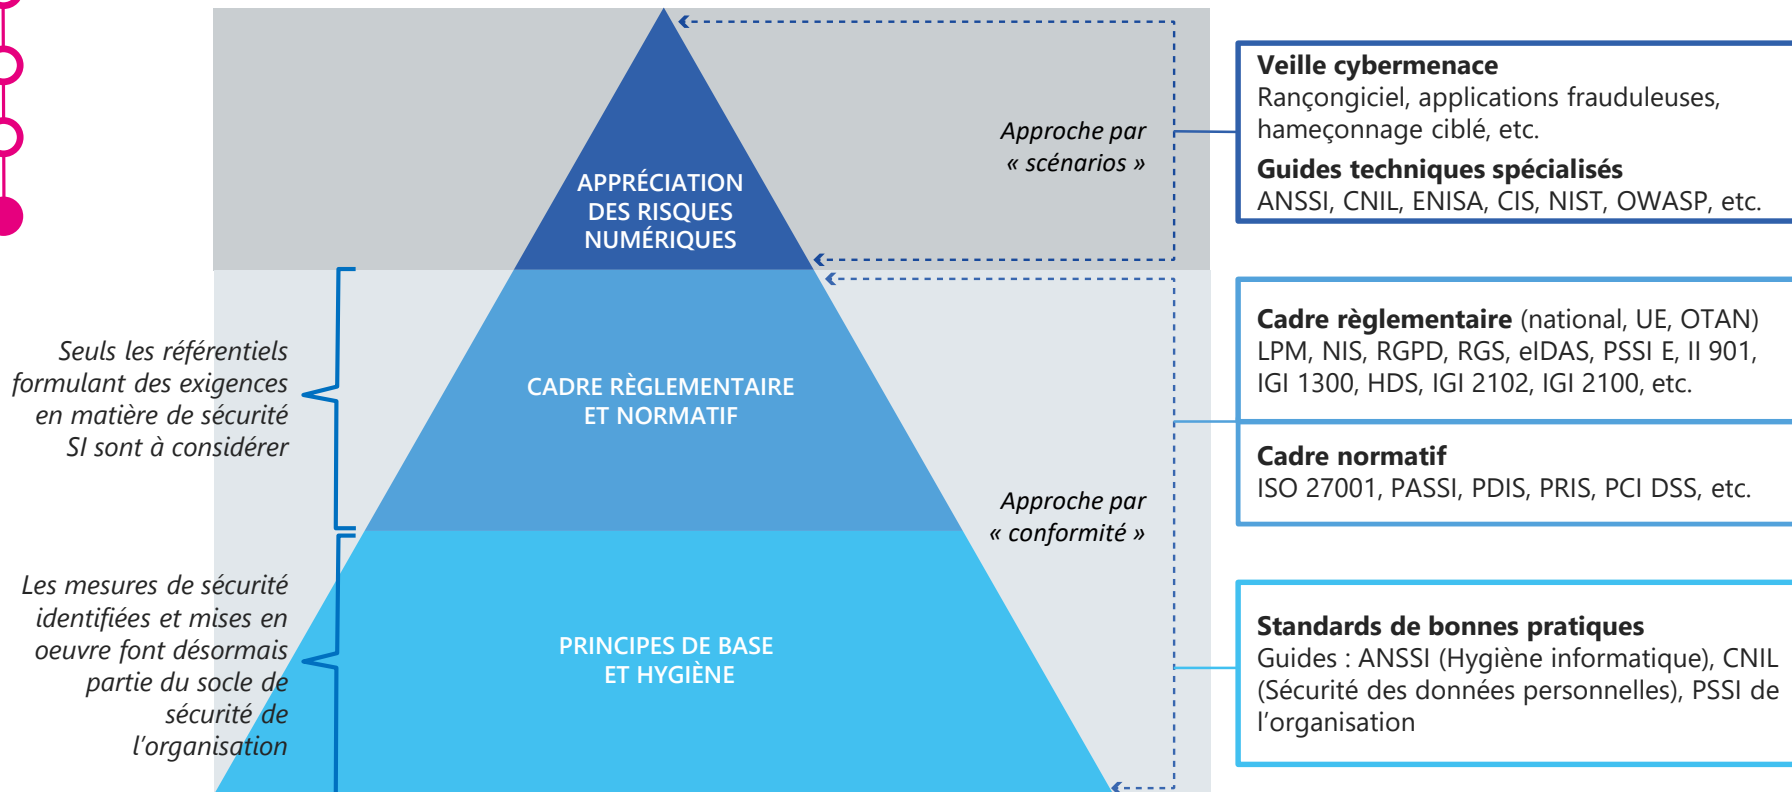 APPRÉCIATION
DES RISQUES
NUMÉRIQUES
CADRE RÈGLEMENTAIRE
ET NORMATIF
PRINCIPES DE BASE
ET HYGIÈNE
Seuls les référentiels
formulant des exigences
en matière de sécurité
SI sont à considérer
Les mesures de sécurité
identifiées et mises en
oeuvre font désormais
partie du socle de
sécurité de
l'organisation
Approche par
« scénarios »
Approche par
« conformité »
Veille cybermenace
Rançongiciel, applications frauduleuses,
hameçonnage ciblé, etc.
Guides techniques spécialisés
ANSSI, CNIL, ENISA, CIS, NIST, OWASP, etc.
Cadre règlementaire (national, UE, OTAN)
LPM, NIS, RGPD, RGS, eIDAS, PSSI E, II 901,
IGI 1300, HDS, IGI 2102, IGI 2100, etc.
Cadre normatif
ISO 27001, PASSI, PDIS, PRIS, PCI DSS, etc.
Standards de bonnes pratiques
Guides : ANSSI (Hygiène informatique), CNIL
(Sécurité des données personnelles), PSSI de
l’organisation